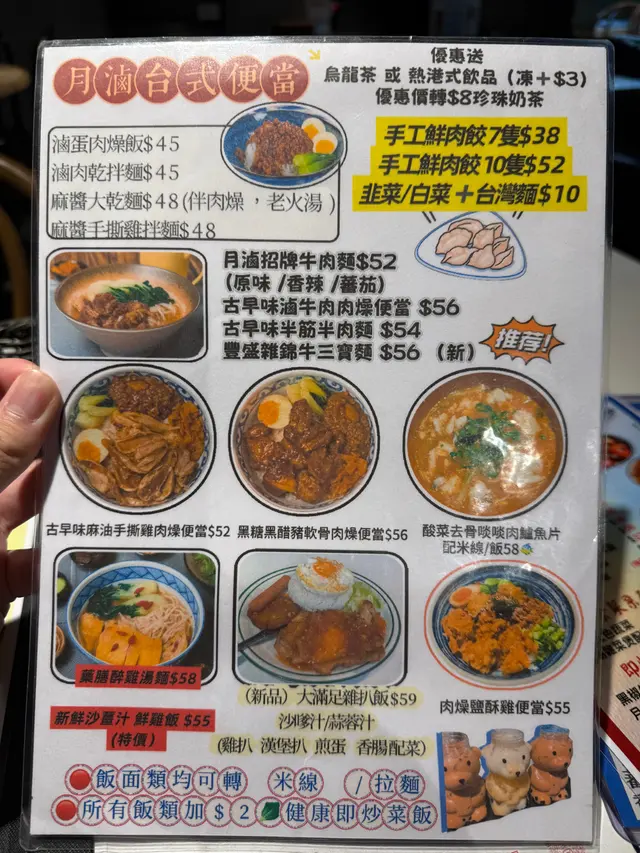 月滷台式便當
優惠送
烏龍茶 或 熱港式飲品（凍＋$3）
優惠價轉$8珍珠奶茶
滷蛋肉燥飯$45
滷肉乾拌麵$45
麻醬大乾麵$48(伴肉燥，老火湯)
麻醬手撕雞拌麵$48
手工鮮肉餃7隻$38
手工鮮肉餃10隻$52
韭菜/白菜＋台灣麵$10
月滷招牌牛肉麵$52
(原味 /香辣 /蕃茄)
古早味滷牛肉肉燥便當 $56
古早味半筋半肉麵 $54
豐盛雜錦牛三寶麵 $56 （新）
推荐!
古早味麻油手撕雞肉燥便當$52
黑糖黑醋豬軟骨肉燥便當$56
酸菜去骨啖啖肉鱸魚片
配米線/飯58
藥膳醉雞湯麵$58
新鮮沙薑汁 鮮雞飯 $55
(特價)
(新品) 大滿足雞扒飯$59
沙嗲汁/蒜蓉汁
(雞扒 漢堡扒 煎蛋 香腸配菜)
肉燥鹽酥雞便當$55
飯面類均可轉 米線 /拉麵
所有飯類加$2健康即炒菜飯